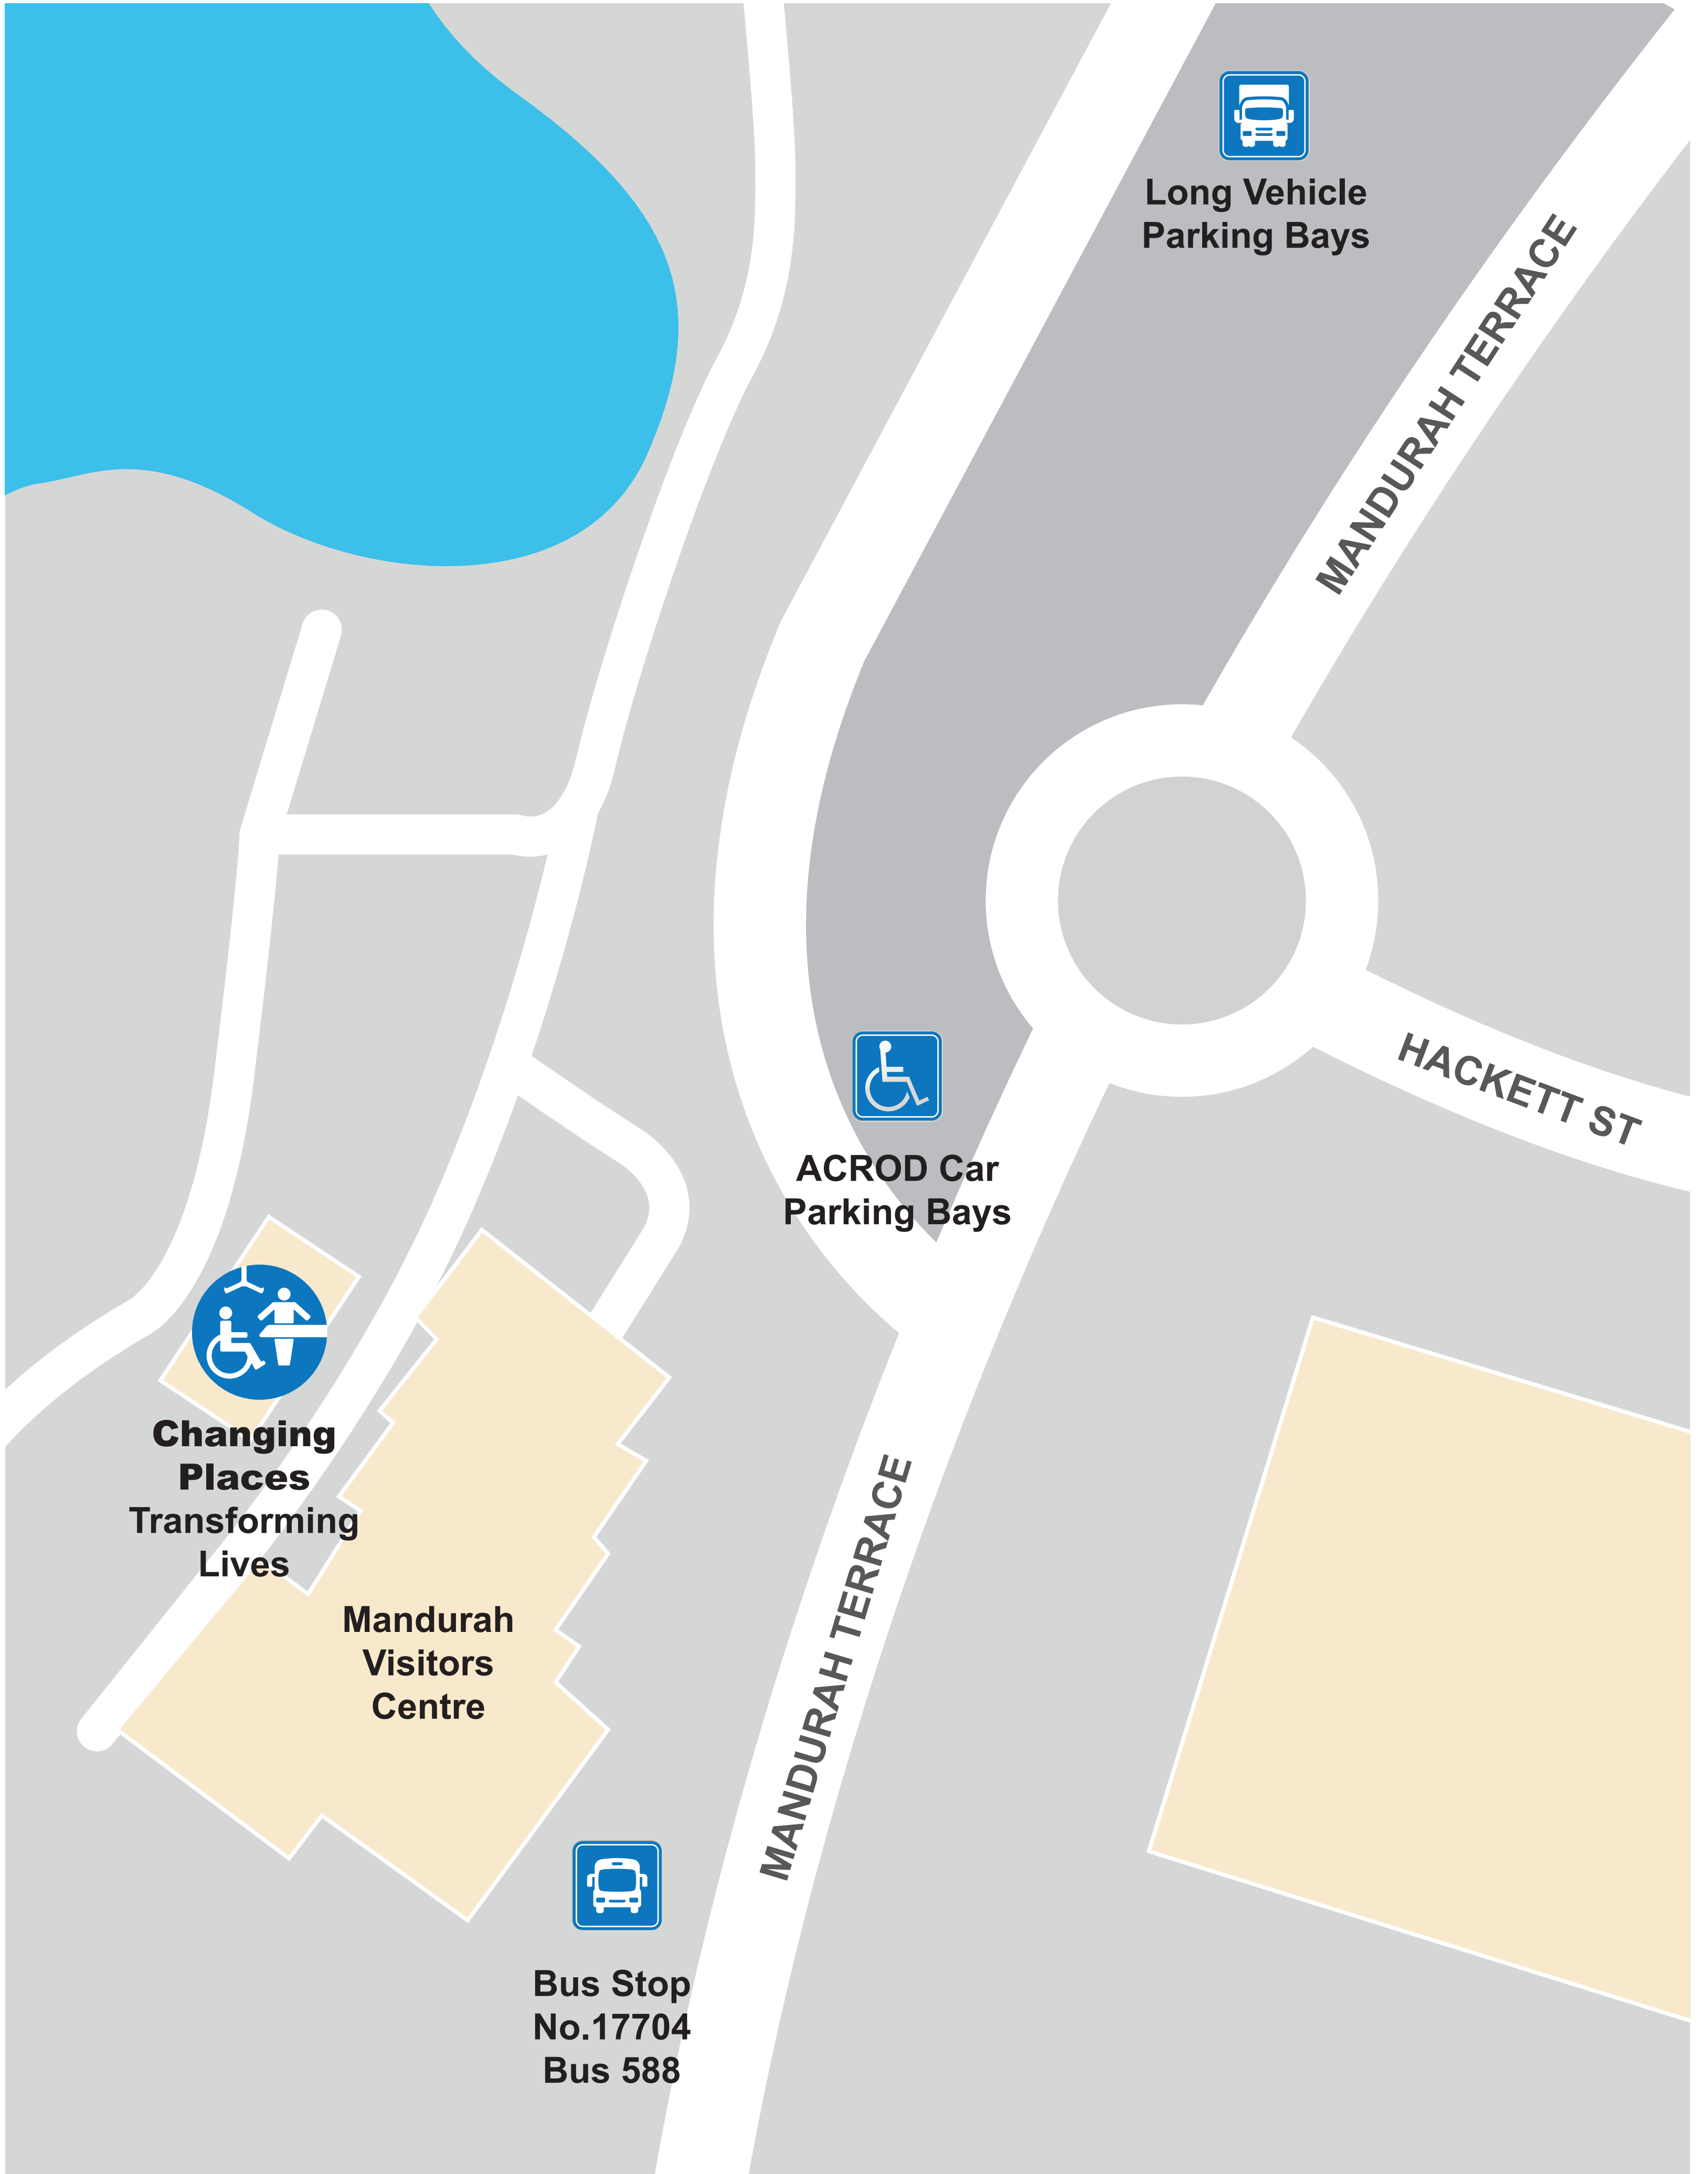 Long Vehicle
Parking Bays
MANDURAH TERRACE
HACKETT ST
ACROD Car
Parking Bays
Changing
Places
Transforming
Lives
MANDURAH TERRACE
Mandurah
Visitors
Centre
Bus Stop
No.17704
Bus 588